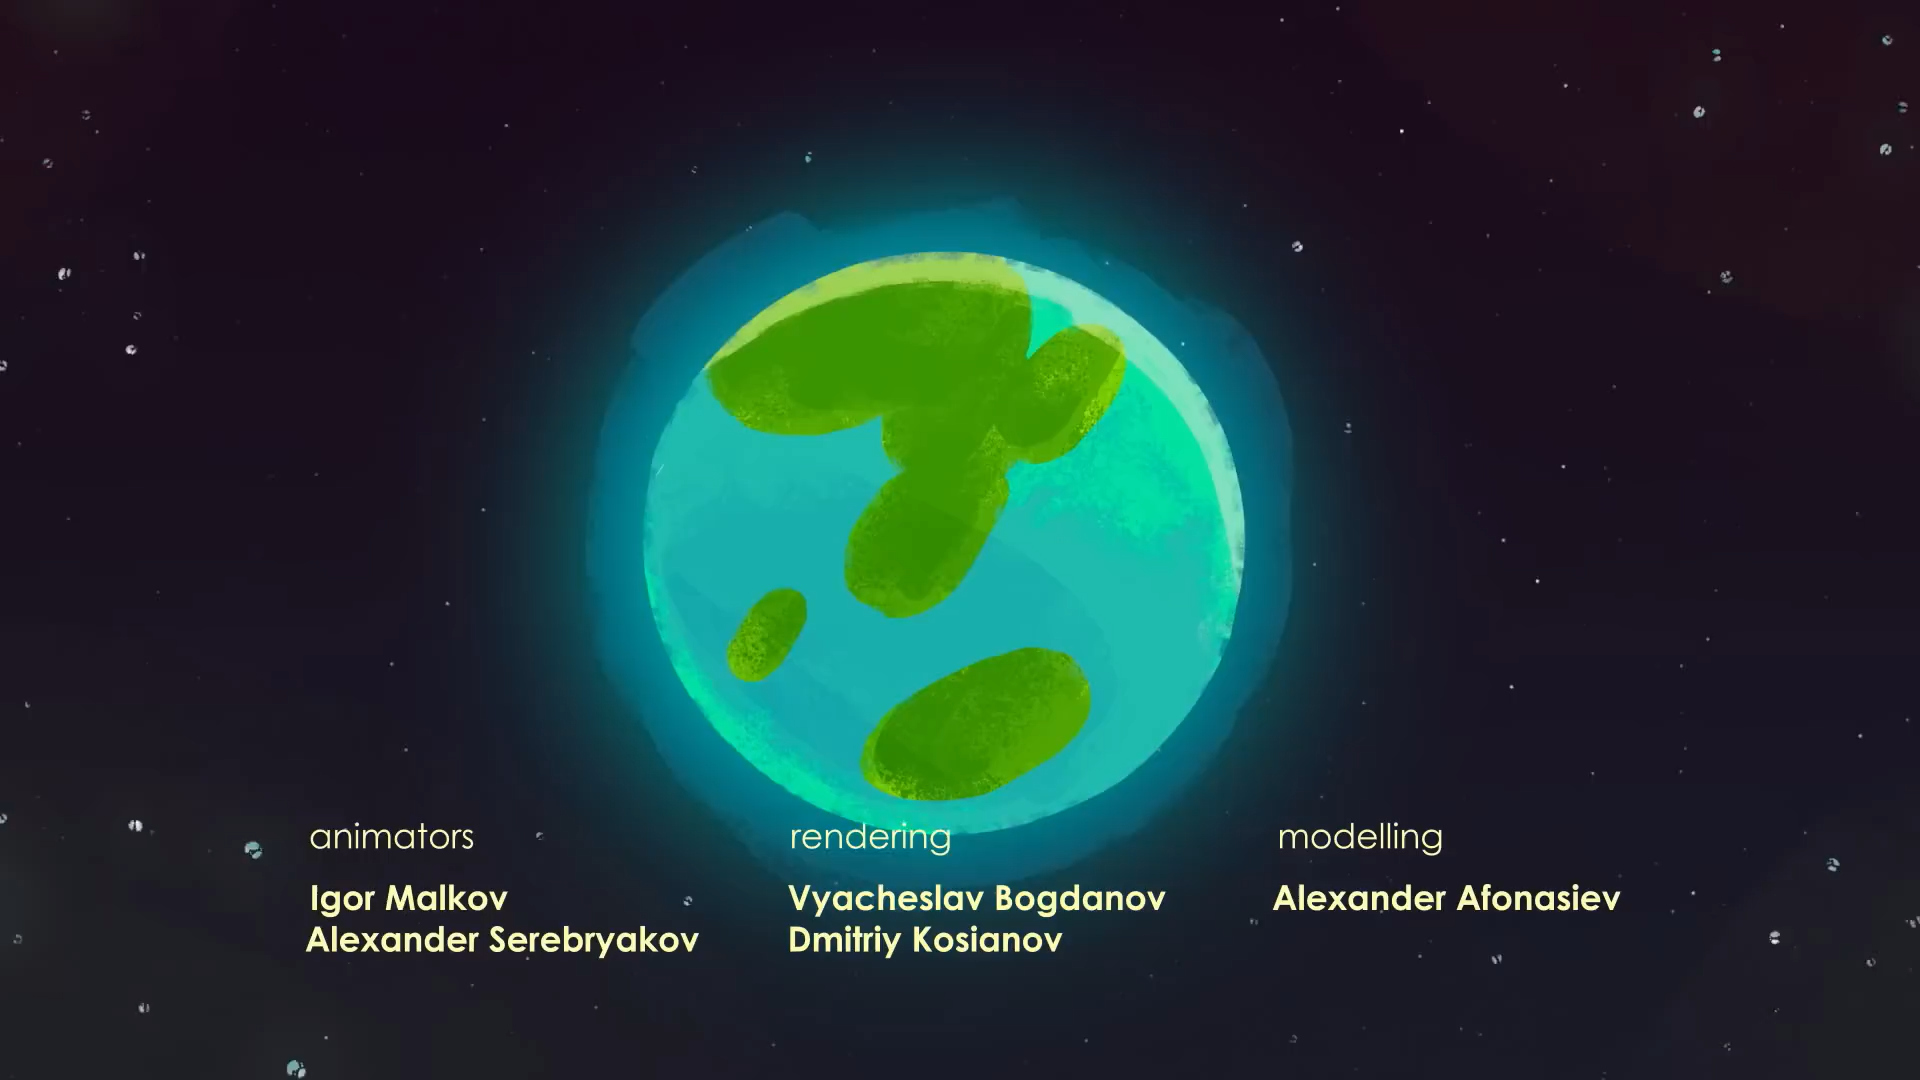 animators
Igor Malkov
Alexander Serebryakov
rendering
Vyacheslav Bogdanov
Dmitriy Kosianov
modelling
Alexander Afonasiev